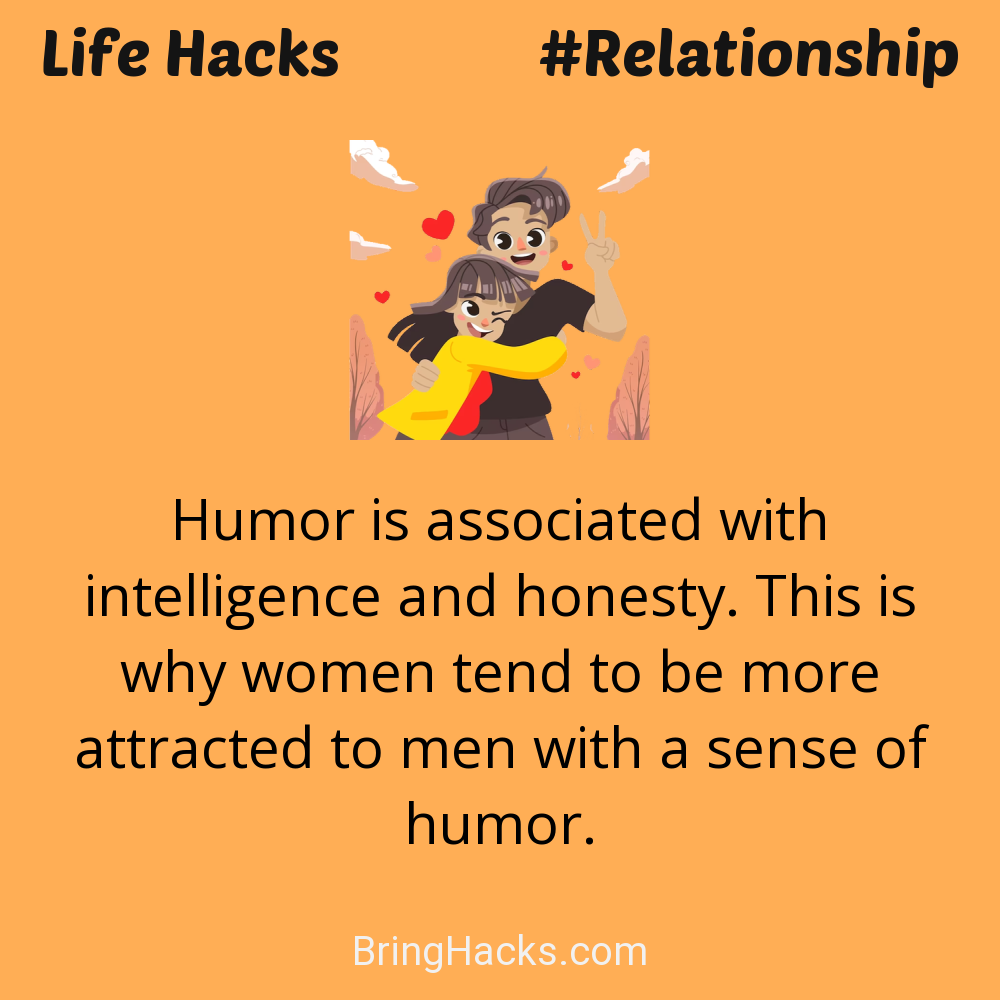 Life Hacks #Relationship
Humor is associated with
intelligence and honesty. This is
why women tend to be more
attracted to men with a sense of
humor.
BringHacks.com